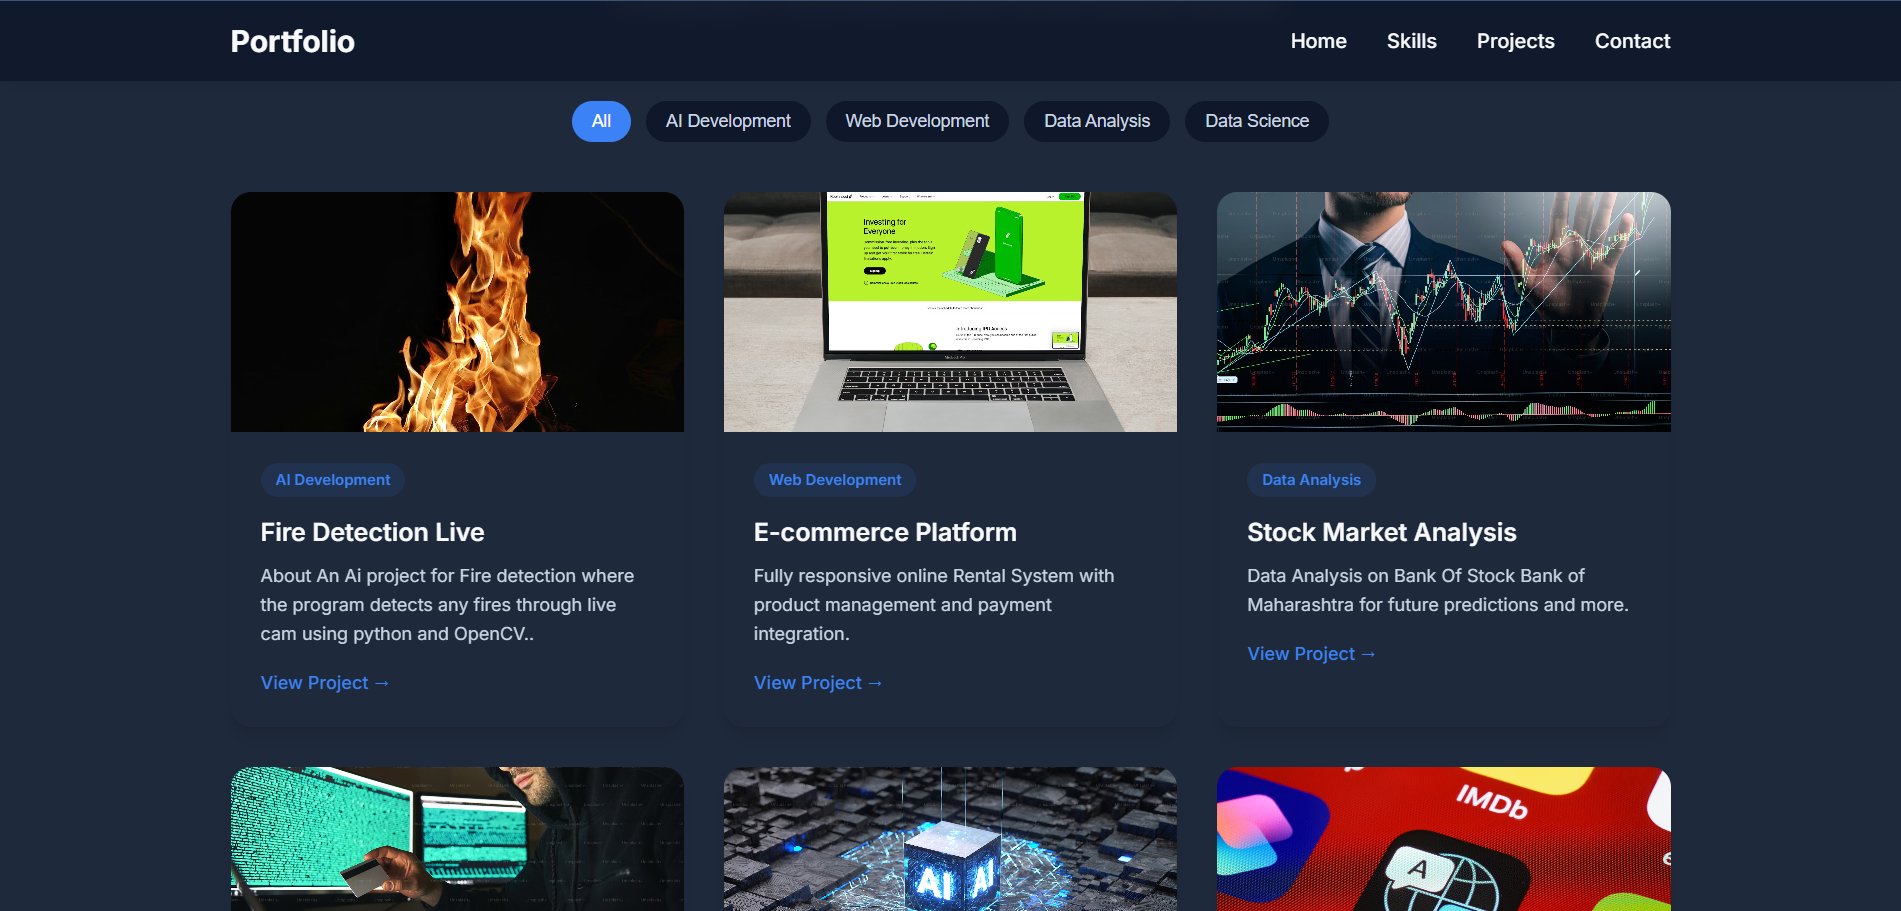 Portfolio
Home Skills Projects Contact
All AI Development Web Development Data Analysis Data Science
Investing for
Everyone
Introducing IPO Access
AI Development
Fire Detection Live
About An Ai project for Fire detection where
the program detects any fires through live
cam using python and OpenCV..
View Project →
Web Development
E-commerce Platform
Fully responsive online Rental System with
product management and payment
integration.
View Project →
Data Analysis
Stock Market Analysis
Data Analysis on Bank Of Stock Bank of
Maharashtra for future predictions and more.
View Project →
AI AI
IMDb
A